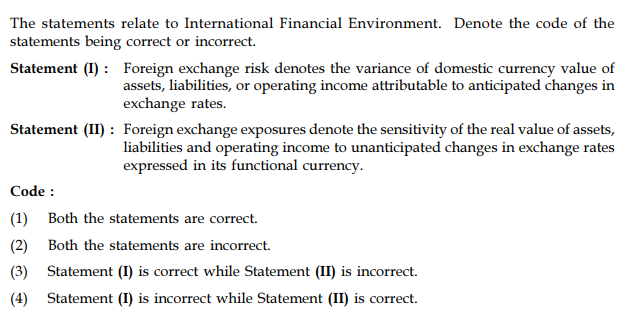 The statements relate to International Financial Environment. Denote the code of the
statements being correct or incorrect.
Statement (I) : Foreign exchange risk denotes the variance of domestic currency value of
assets, liabilities, or operating income attributable to anticipated changes in
exchange rates.
Statement (II) : Foreign exchange exposures denote the sensitivity of the real value of assets,
liabilities and operating income to unanticipated changes in exchange rates
expressed in its functional currency.
Code :
(1) Both the statements are correct.
(2) Both the statements are incorrect.
(3) Statement (I) is correct while Statement (II) is incorrect.
(4) Statement (I) is incorrect while Statement (II) is correct.